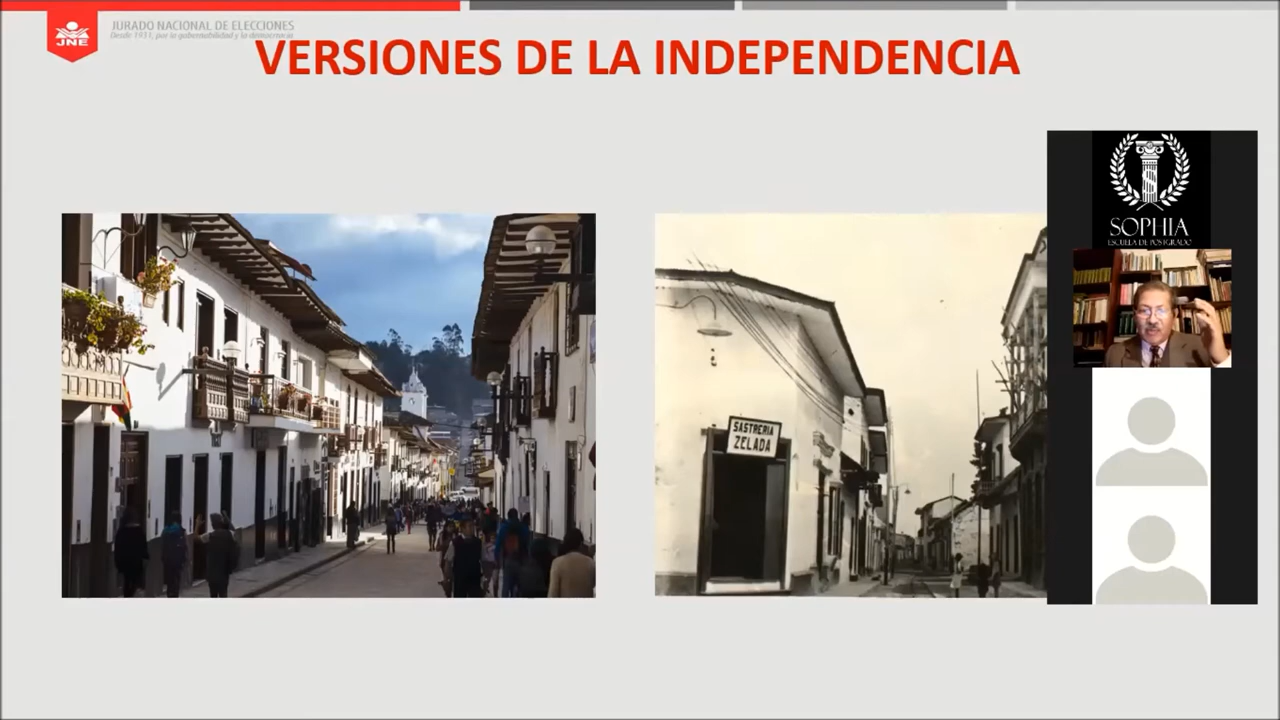 JURADO NACIONAL DE ELECCIONES
Desde 1931, por la gobernabilidad y la democracia
JNE
VERSIONES DE LA INDEPENDENCIA
SOPHIA
ESCUELA DE POSTGRADO
SASTRERIA
ZELADA